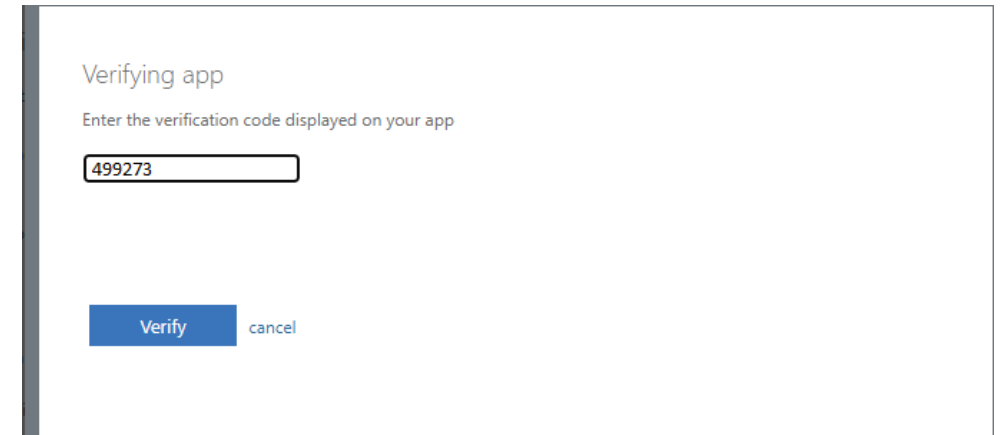 Verifying app
Enter the verification code displayed on your app
499273
Verify cancel